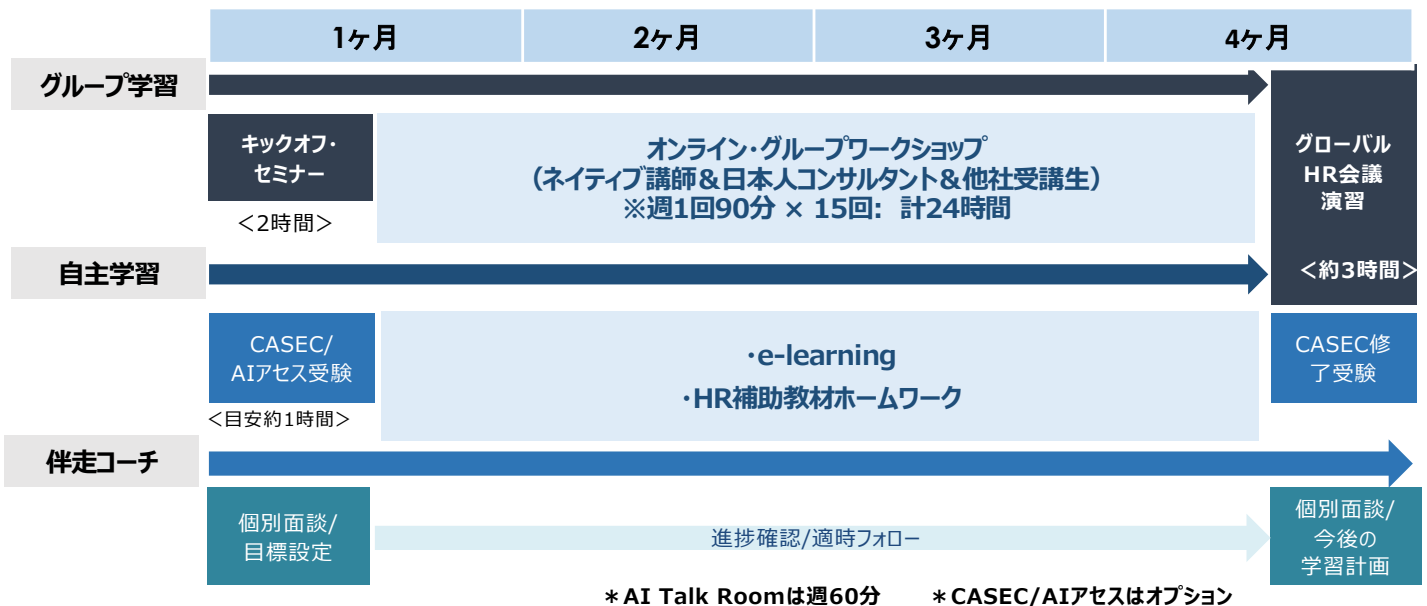 1ヶ月 2ヶ月 3ヶ月 4ヶ月
グループ学習
キックオフ・
セミナー
<2時間>
オンライン・グループワークショップ
(ネイティブ講師&日本人コンサルタント&他社受講生)
※週1回90分 × 15回: 計24時間
グローバル
HR会議
演習
<約3時間>
自主学習
CASEC/
AIアセス受験
<目安約1時間>
・e-learning
・HR補助教材ホームワーク
CASEC修
了受験
伴走コーチ
個別面談/
目標設定
進捗確認/適時フォロー
個別面談/
今後の
学習計画
*AI Talk Roomは週60分 *CASEC/AIアセスはオプション